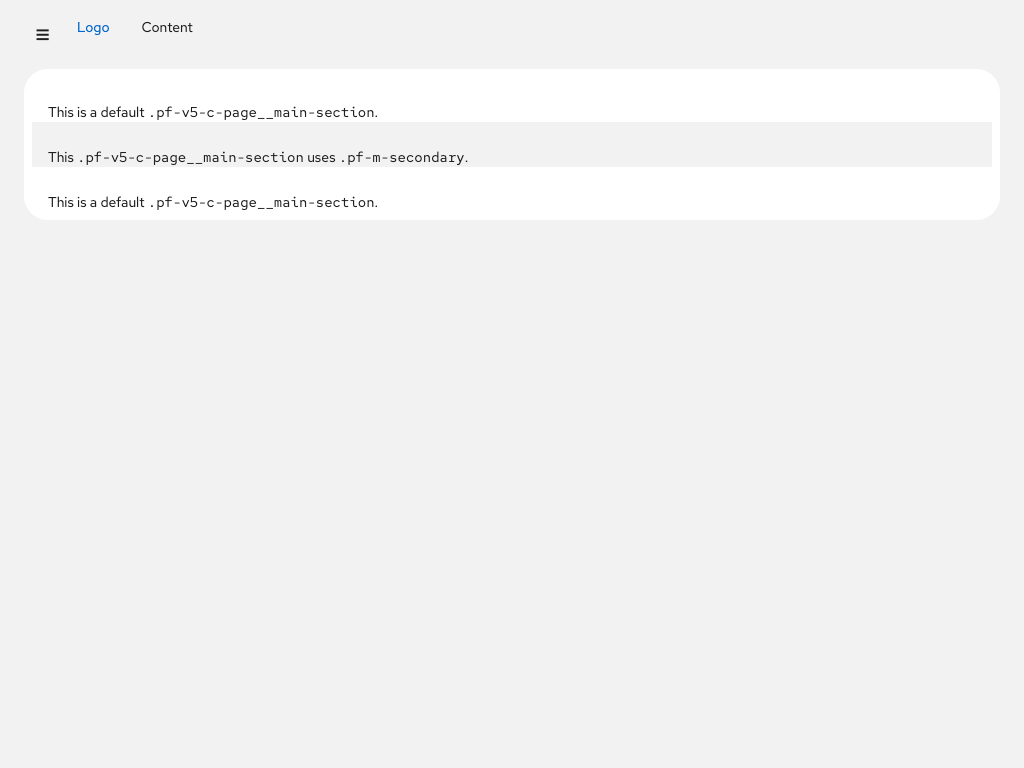 Logo Content
This is a default .pf-v5-c-page__main-section.
This .pf-v5-c-page__main-section uses .pf-m-secondary.
This is a default .pf-v5-c-page__main-section.